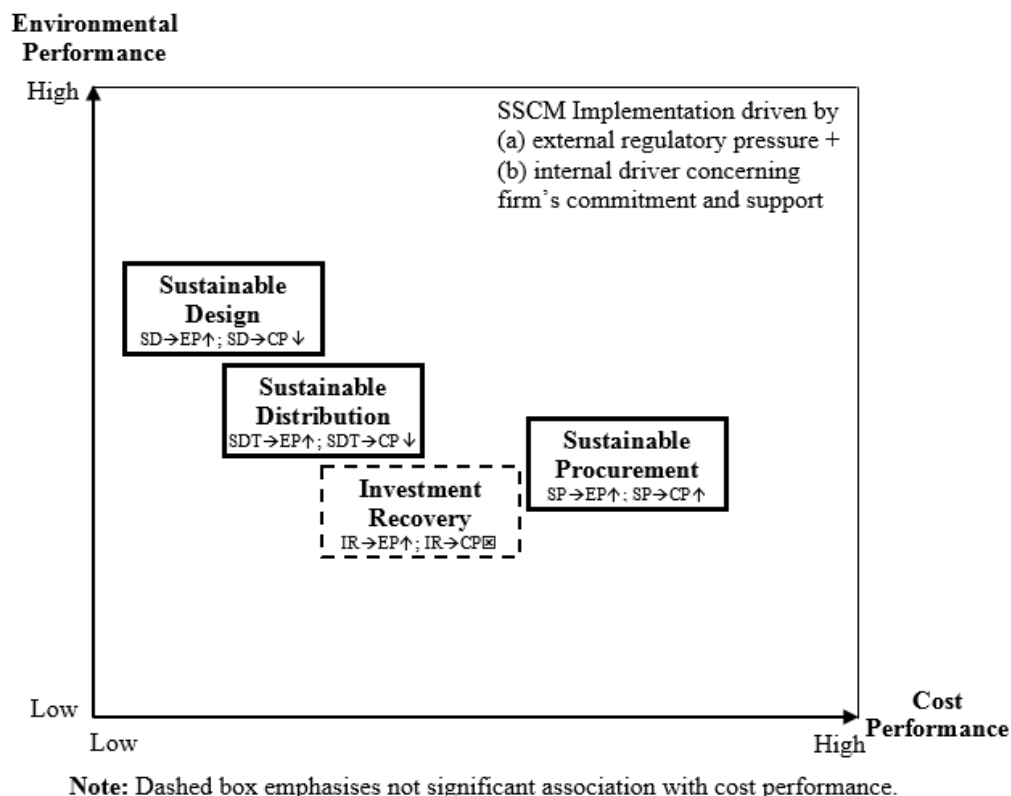 Environmental
Performance
High
SSCM Implementation driven by
(a) external regulatory pressure +
(b) internal driver concerning
firm's commitment and support
Sustainable
Design
SD→EP↑; SD→CP↓
Sustainable
Distribution
SDT→EP↑; SDT→CP↓
Sustainable
Procurement
SP→EP↑; SP→CP↑
Investment
Recovery
IR→EP↑; IR→CP☒
Low
Cost
Performance
Low
High
Note: Dashed box emphasises not significant association with cost performance.